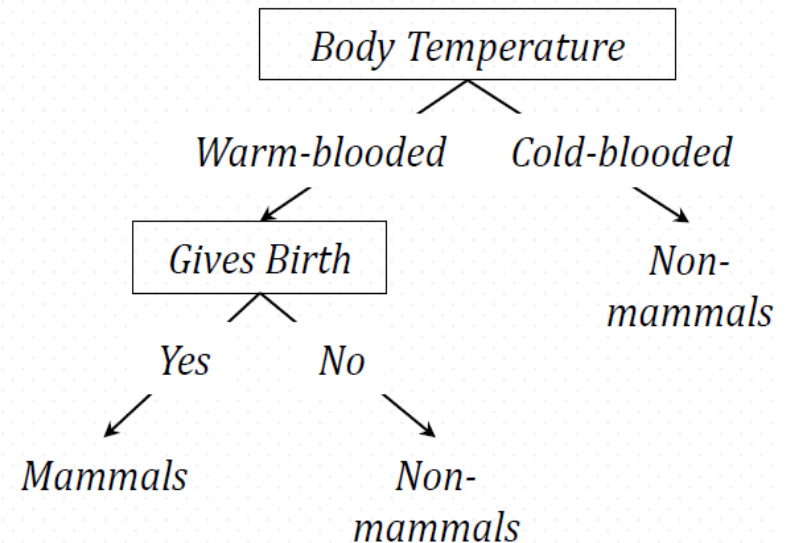 Body Temperature
Warm-blooded Cold-blooded
Gives Birth
Non-
mammals
Yes No
Mammals
Non-
mammals